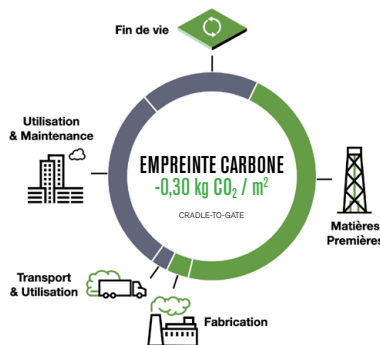 Fin de vie
Utilisation
& Maintenance
EMPREINTE CARBONE
-0,30 kg CO₂ / m²
CRADLE-TO-GATE
Matières
Premières
Transport
& Utilisation
Fabrication